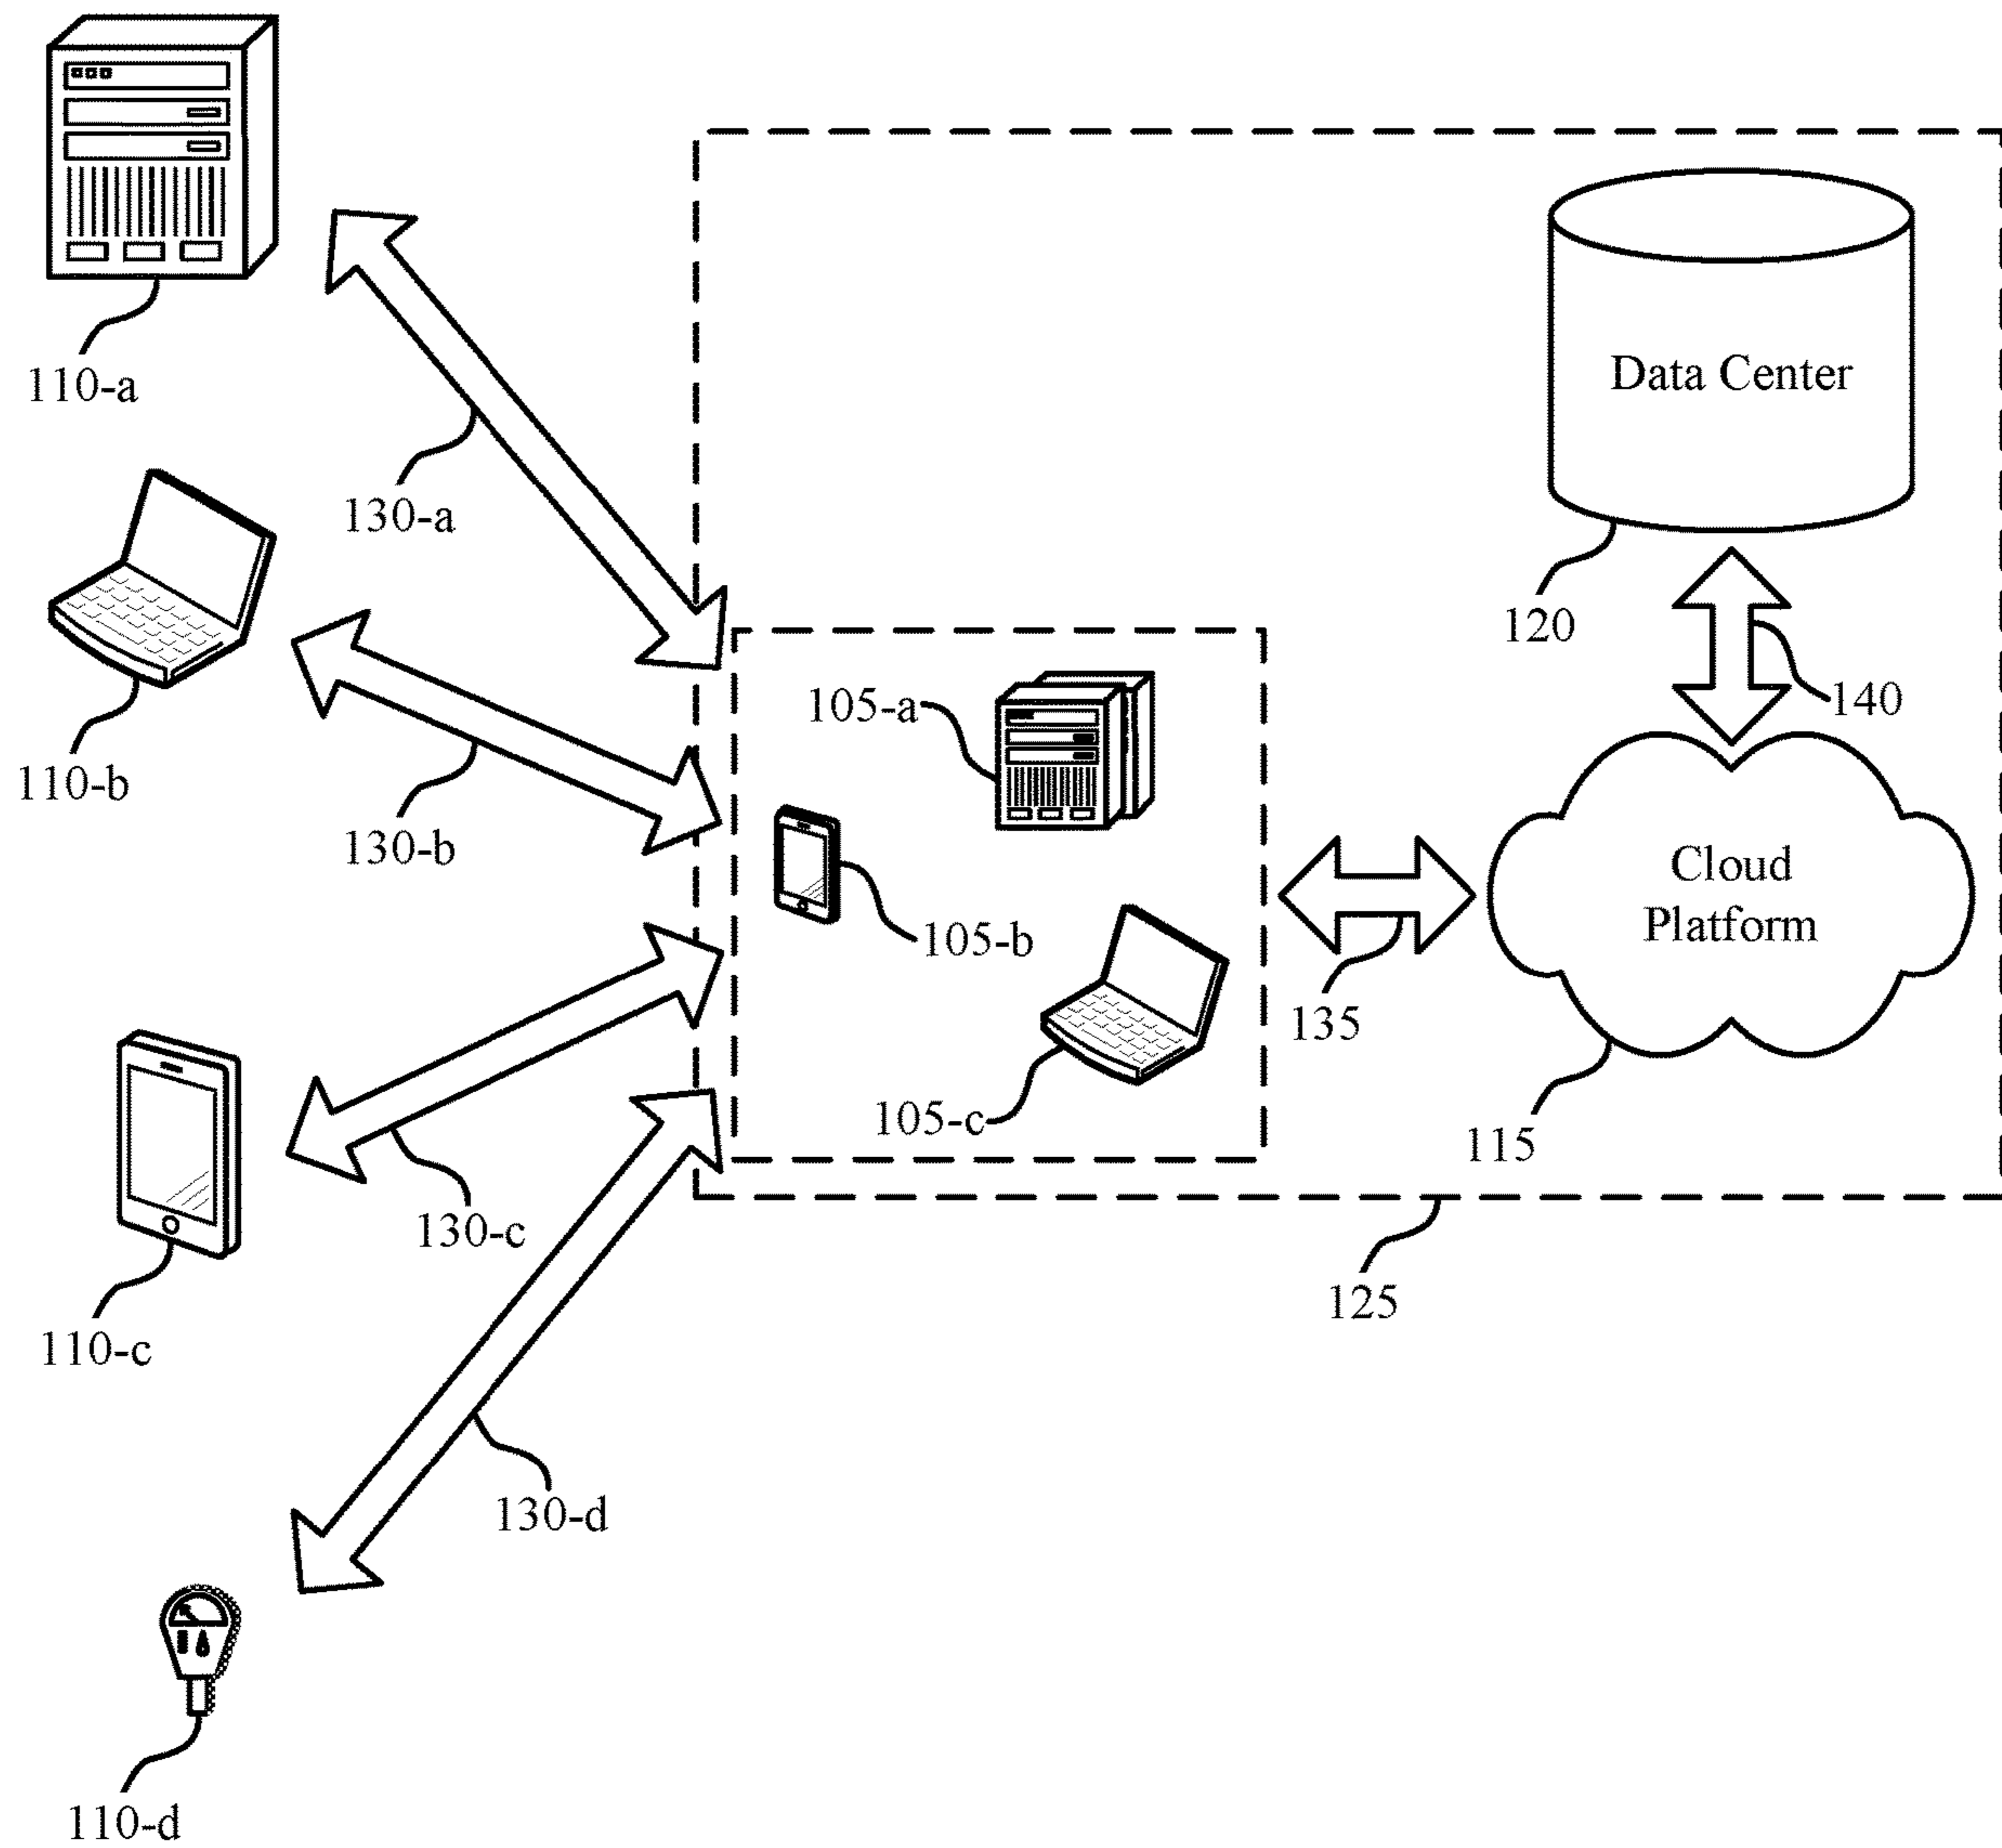 110-a
130-a
Data Center
120
140
110-b
130-b
105-a
105-b
105-c
Cloud
Platform
135
115
110-c
130-c
125
130-d
110-d